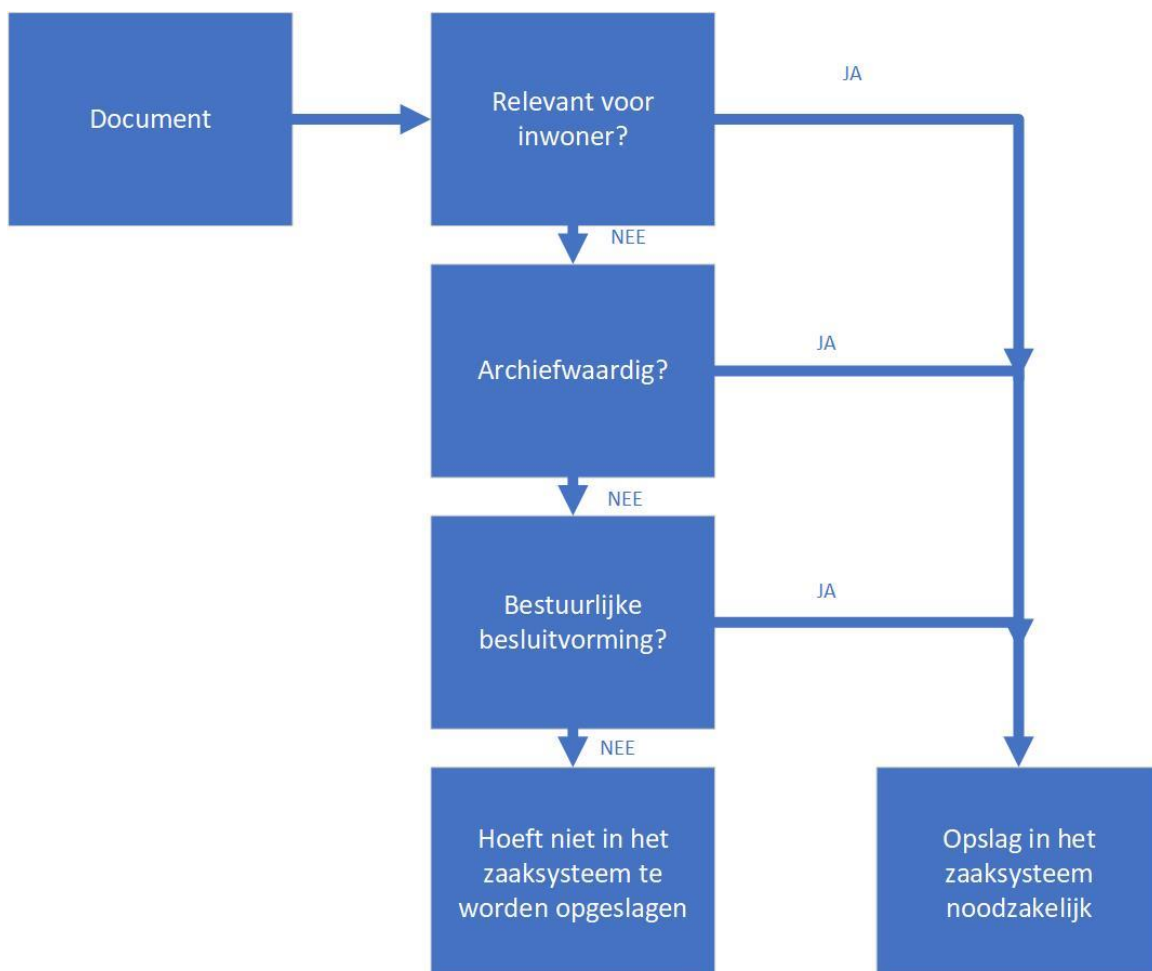 Document
Relevant voor
inwoner?
JA
NEE
Archiefwaardig?
JA
NEE
Bestuurlijke
besluitvorming?
JA
NEE
Hoeft niet in het
zaaksysteem te
worden opgeslagen
Opslag in het
zaaksysteem
noodzakelijk